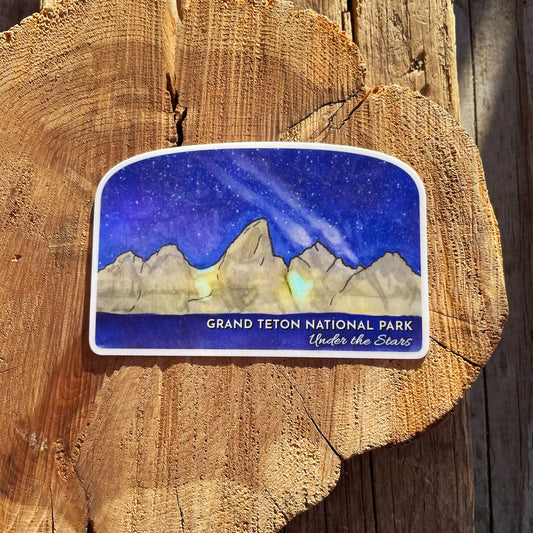 GRAND TETON NATIONAL PARK
Under the Stars